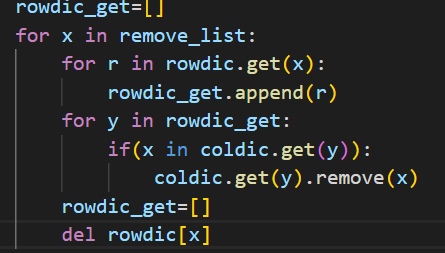 rowdic_get=[]
for x in remove_list:
    for r in rowdic.get(x):
        rowdic_get.append(r)
    for y in rowdic_get:
        if(x in coldic.get(y)):
            coldic.get(y).remove(x)
    rowdic_get=[]
    del rowdic[x]